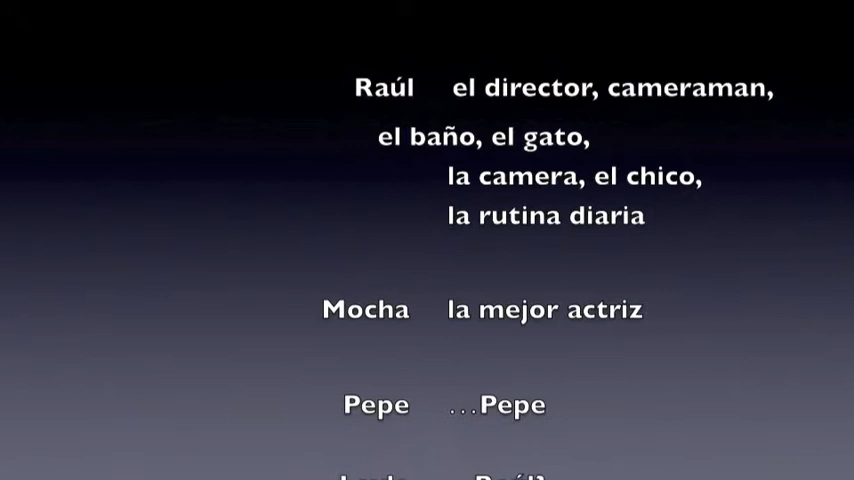 Raúl el director, cameraman,
el baño, el gato,
la camera, el chico,
la rutina diaria
Mocha la mejor actriz
Pepe ...Pepe